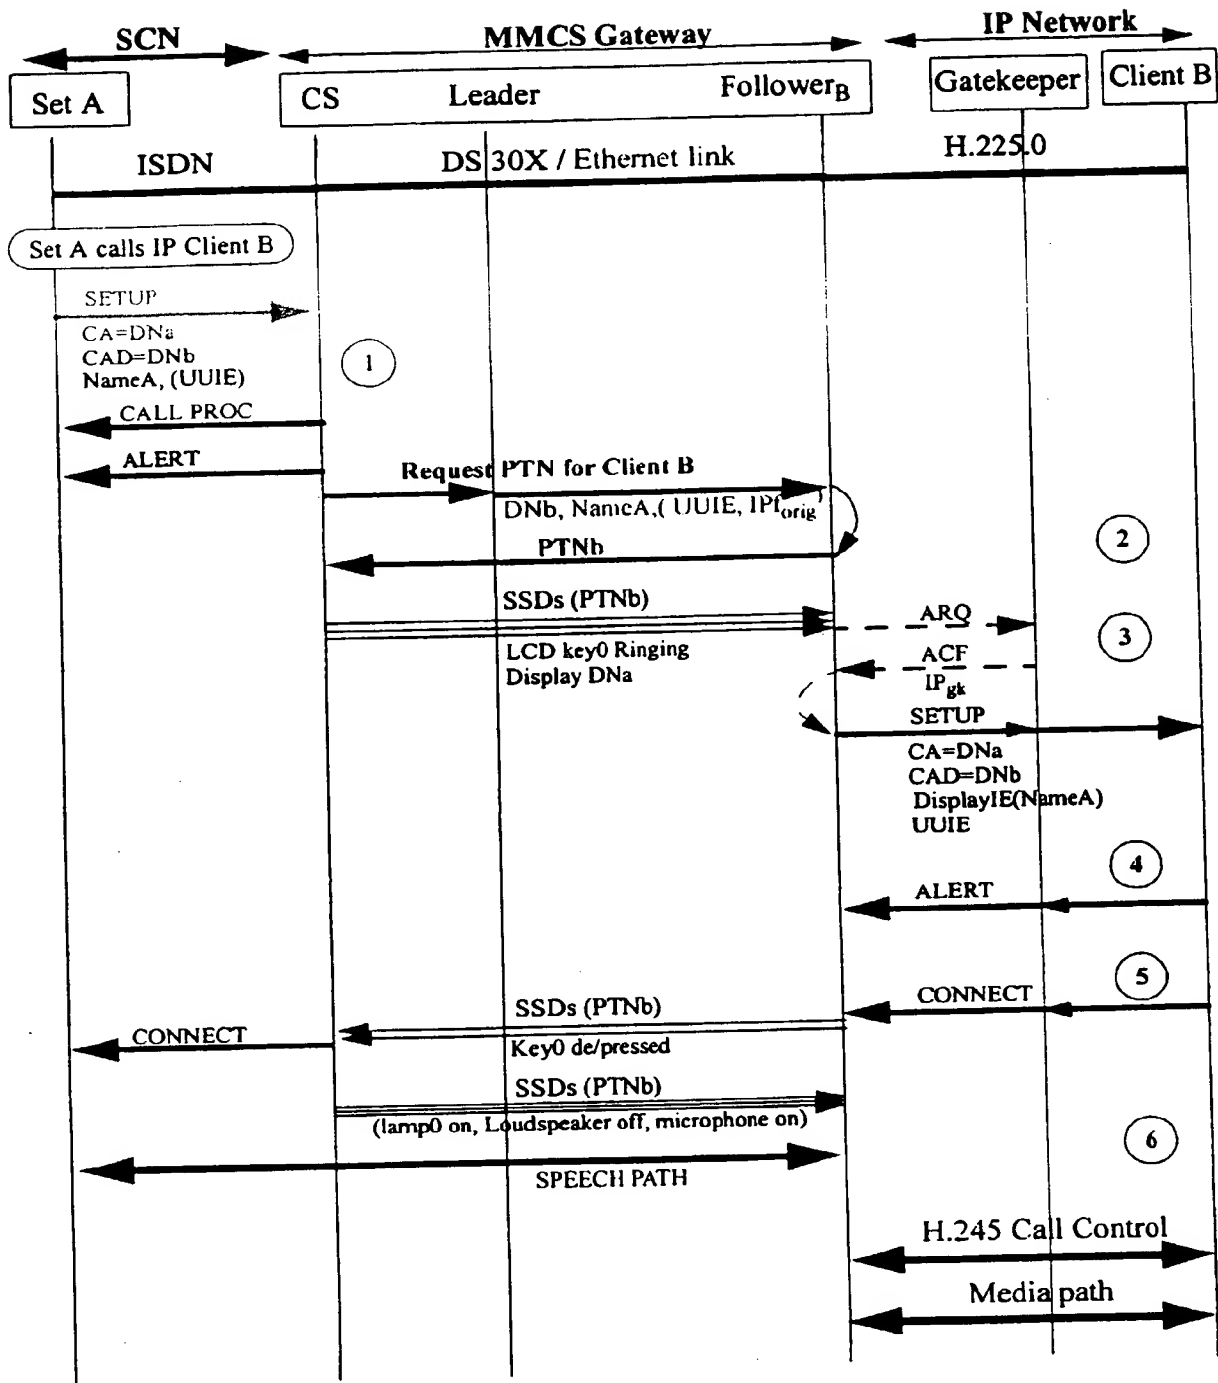 SCN
MMCS Gateway
IP Network
Set A
CS
Leader
FollowerB
Gatekeeper
Client B
ISDN
DS 30X / Ethernet link
H.225.0
Set A calls IP Client B
SETUP
CA=DNa
CAD=DNb
NameA, (UUIE)
1
CALL PROC
ALERT
Request PTN for Client B
DNb, NameA,( UUIE, IPf orig)
PTNb
2
SSDs (PTNb)
LCD key0 Ringing
Display DNa
ARQ
3
ACF
IPgk
SETUP
CA=DNa
CAD=DNb
DisplayIE(NameA)
UUIE
4
ALERT
5
CONNECT
SSDs (PTNb)
Key0 de/pressed
CONNECT
SSDs (PTNb)
(lamp0 on, Loudspeaker off, microphone on)
6
SPEECH PATH
H.245 Call Control
Media path